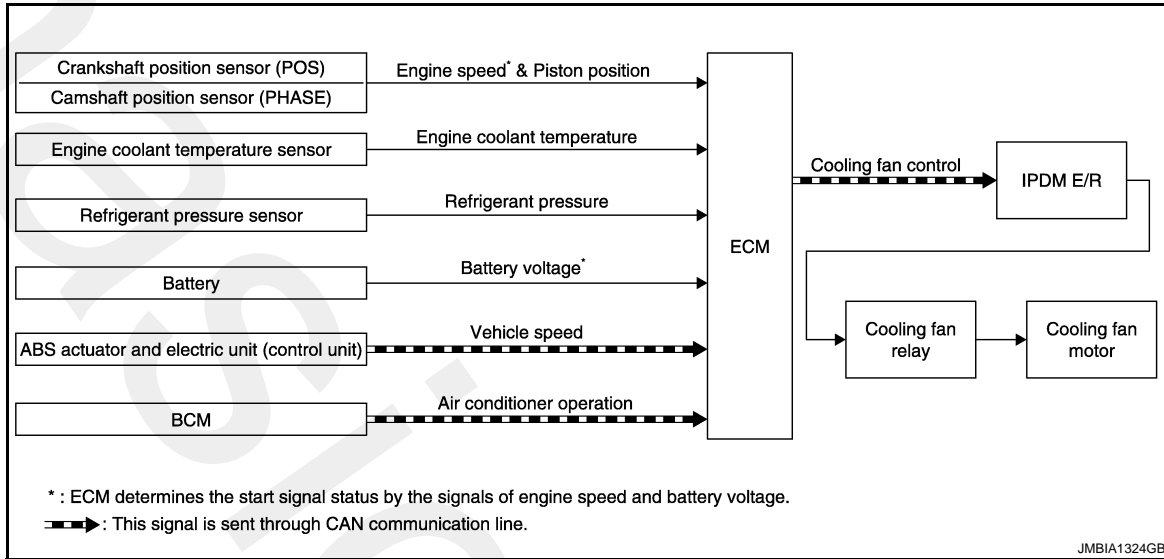 Crankshaft position sensor (POS)
Camshaft position sensor (PHASE)
Engine speed* & Piston position
Engine coolant temperature sensor
Engine coolant temperature
Refrigerant pressure sensor
Refrigerant pressure
Battery
Battery voltage*
ABS actuator and electric unit (control unit)
Vehicle speed
BCM
Air conditioner operation
ECM
Cooling fan control
IPDM E/R
Cooling fan
relay
Cooling fan
motor
* : ECM determines the start signal status by the signals of engine speed and battery voltage.
: This signal is sent through CAN communication line.
JMBIA1324GB